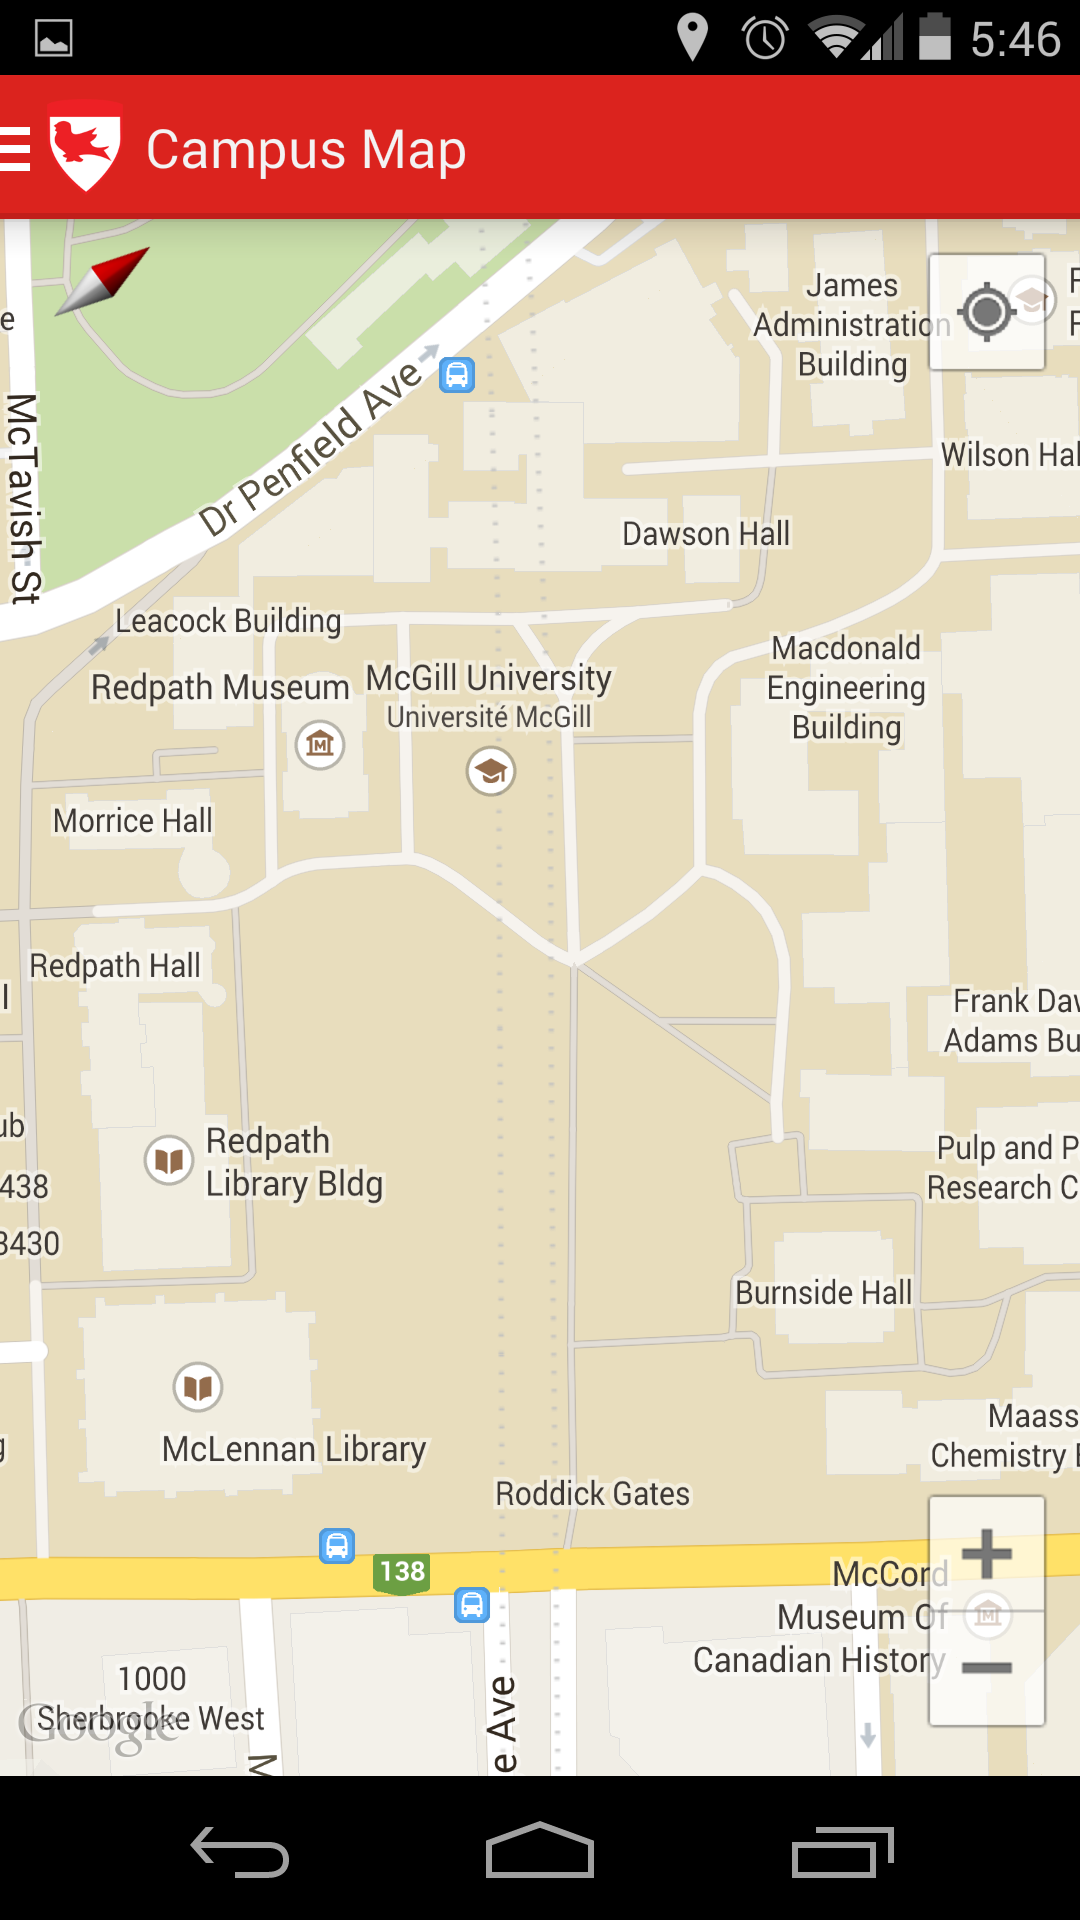 5:46
Campus Map
James
Administration
Building
McTavish St
Dr Penfield Ave
Wilson Hal
Dawson Hall
Leacock Building
Macdonald
Engineering
Building
Redpath Museum
McGill University
Université McGill
M
Morrice Hall
Redpath Hall
Frank Daw
Adams Bu
Redpath
Library Bldg
Pulp and P
Research C
438
3430
Burnside Hall
McLennan Library
Maass
Chemistry
Roddick Gates
138
McCord
Museum Of
Canadian History
M
1000
Sherbrooke West
Google
e Ave
M